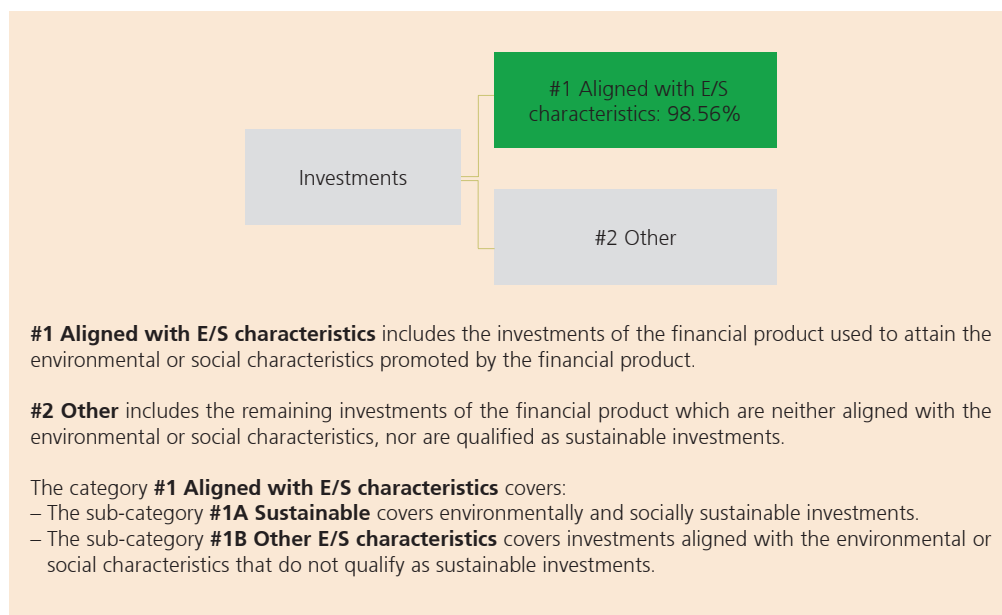 #1 Aligned with E/S
characteristics: 98.56%
Investments
#2 Other
#1 Aligned with E/S characteristics includes the investments of the financial product used to attain the
environmental or social characteristics promoted by the financial product.
#2 Other includes the remaining investments of the financial product which are neither aligned with the
environmental or social characteristics, nor are qualified as sustainable investments.
The category #1 Aligned with E/S characteristics covers:
– The sub-category #1A Sustainable covers environmentally and socially sustainable investments.
– The sub-category #1B Other E/S characteristics covers investments aligned with the environmental or
social characteristics that do not qualify as sustainable investments.